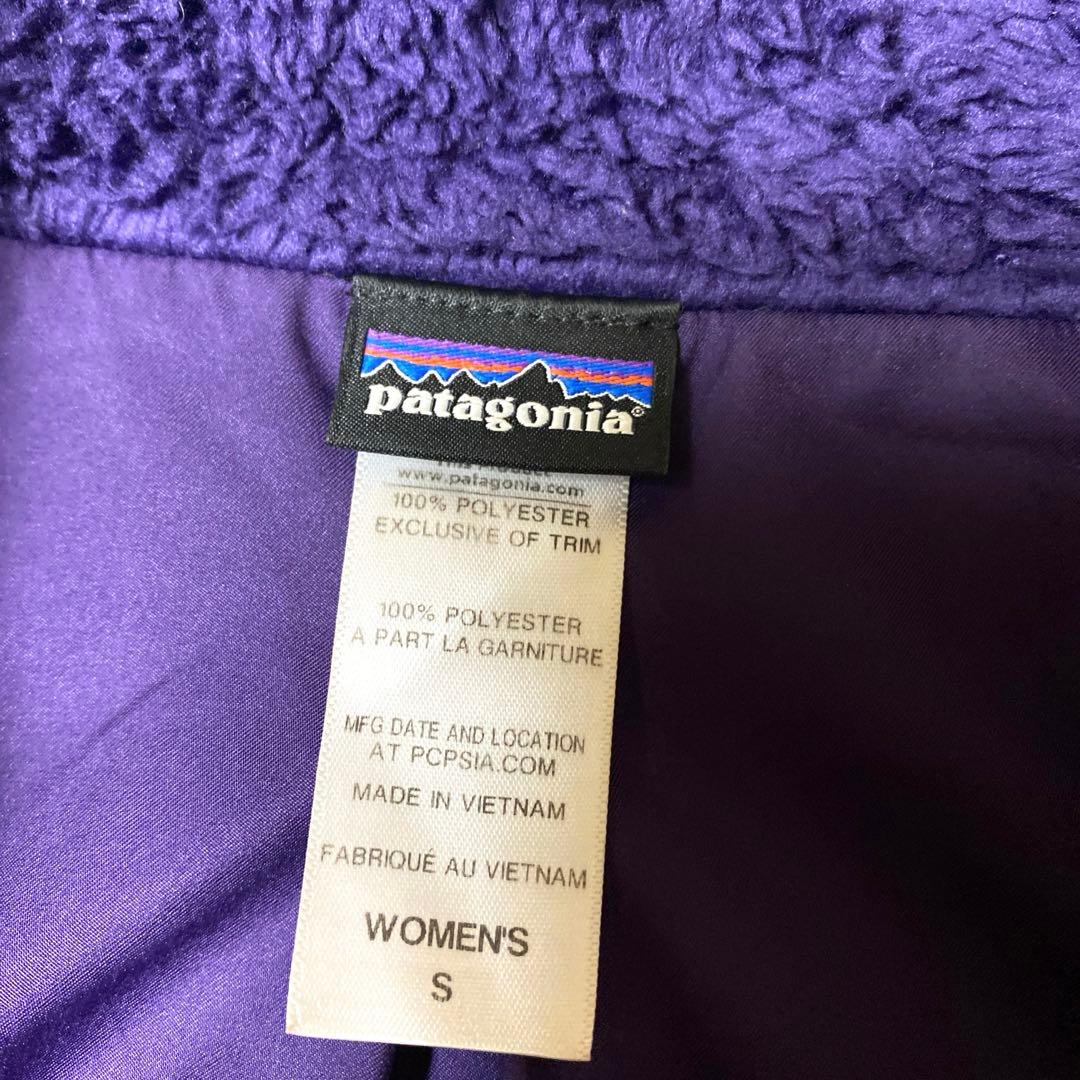 patagonia®
www.patagonia.com
100% POLYESTER
EXCLUSIVE OF TRIM
100% POLYESTER
A PART LA GARNITURE
MFG DATE AND LOCATION
AT PCPSIA.COM
MADE IN VIETNAM
FABRIQUÉ AU VIETNAM
WOMEN'S
S